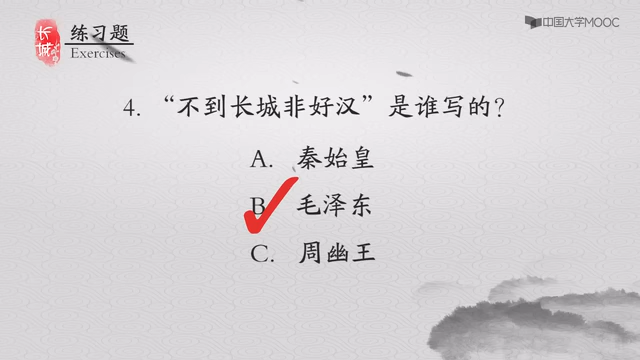 长城
练习题
Exercises
中国大学MOOC
4. “不到长城非好汉”是谁写的？
A. 秦始皇
B. 毛泽东
C. 周幽王